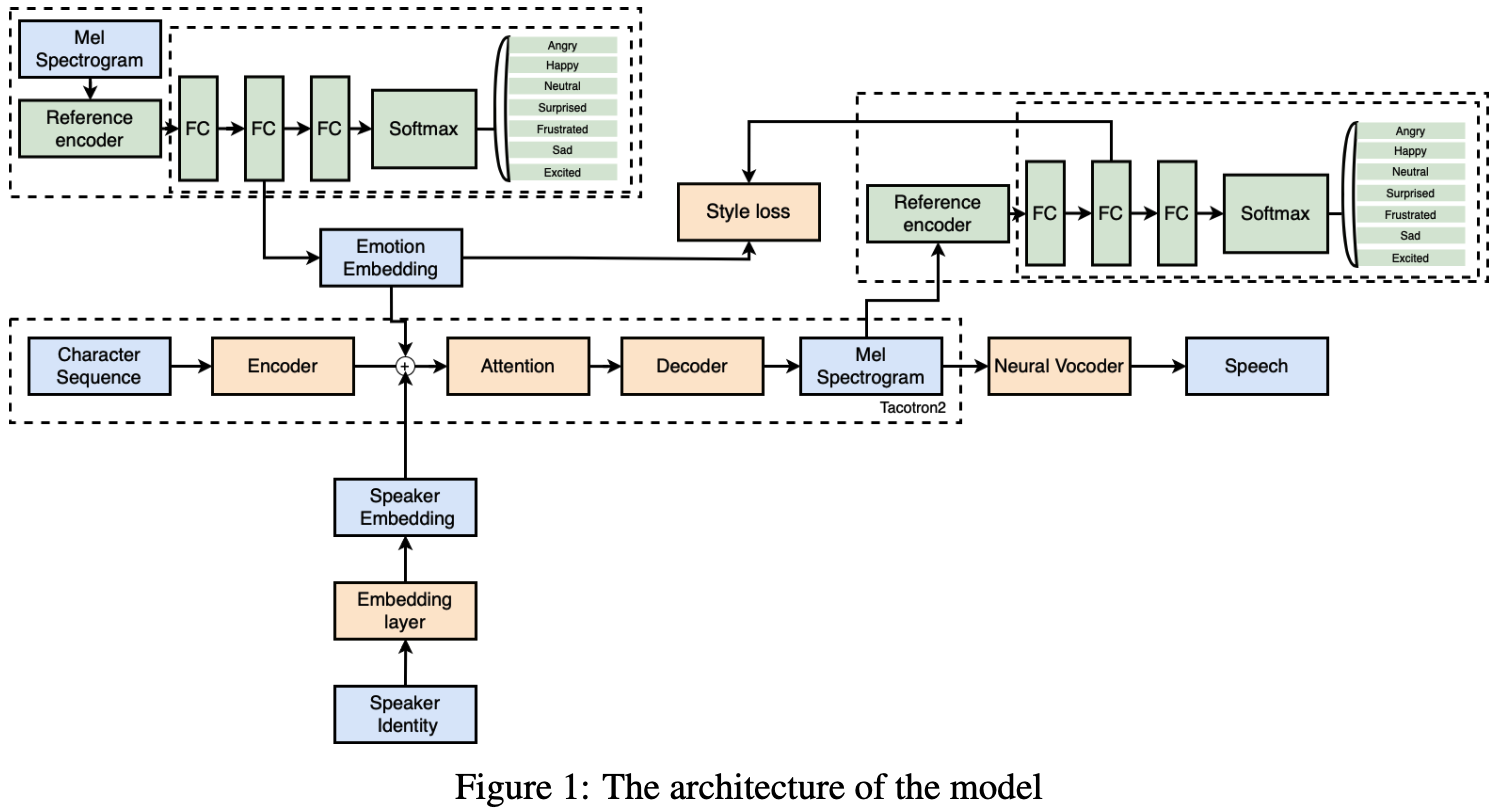 Mel
Spectrogram
Reference
encoder
FC
FC
FC
Softmax
Angry
Happy
Neutral
Surprised
Frustrated
Sad
Excited
Emotion
Embedding
Style loss
Reference
encoder
FC
FC
FC
Softmax
Angry
Happy
Neutral
Surprised
Frustrated
Sad
Excited
Character
Sequence
Encoder
+
Attention
Decoder
Mel
Spectrogram
Tacotron2
Neural Vocoder
Speech
Speaker
Embedding
Embedding
layer
Speaker
Identity
Figure 1: The architecture of the model